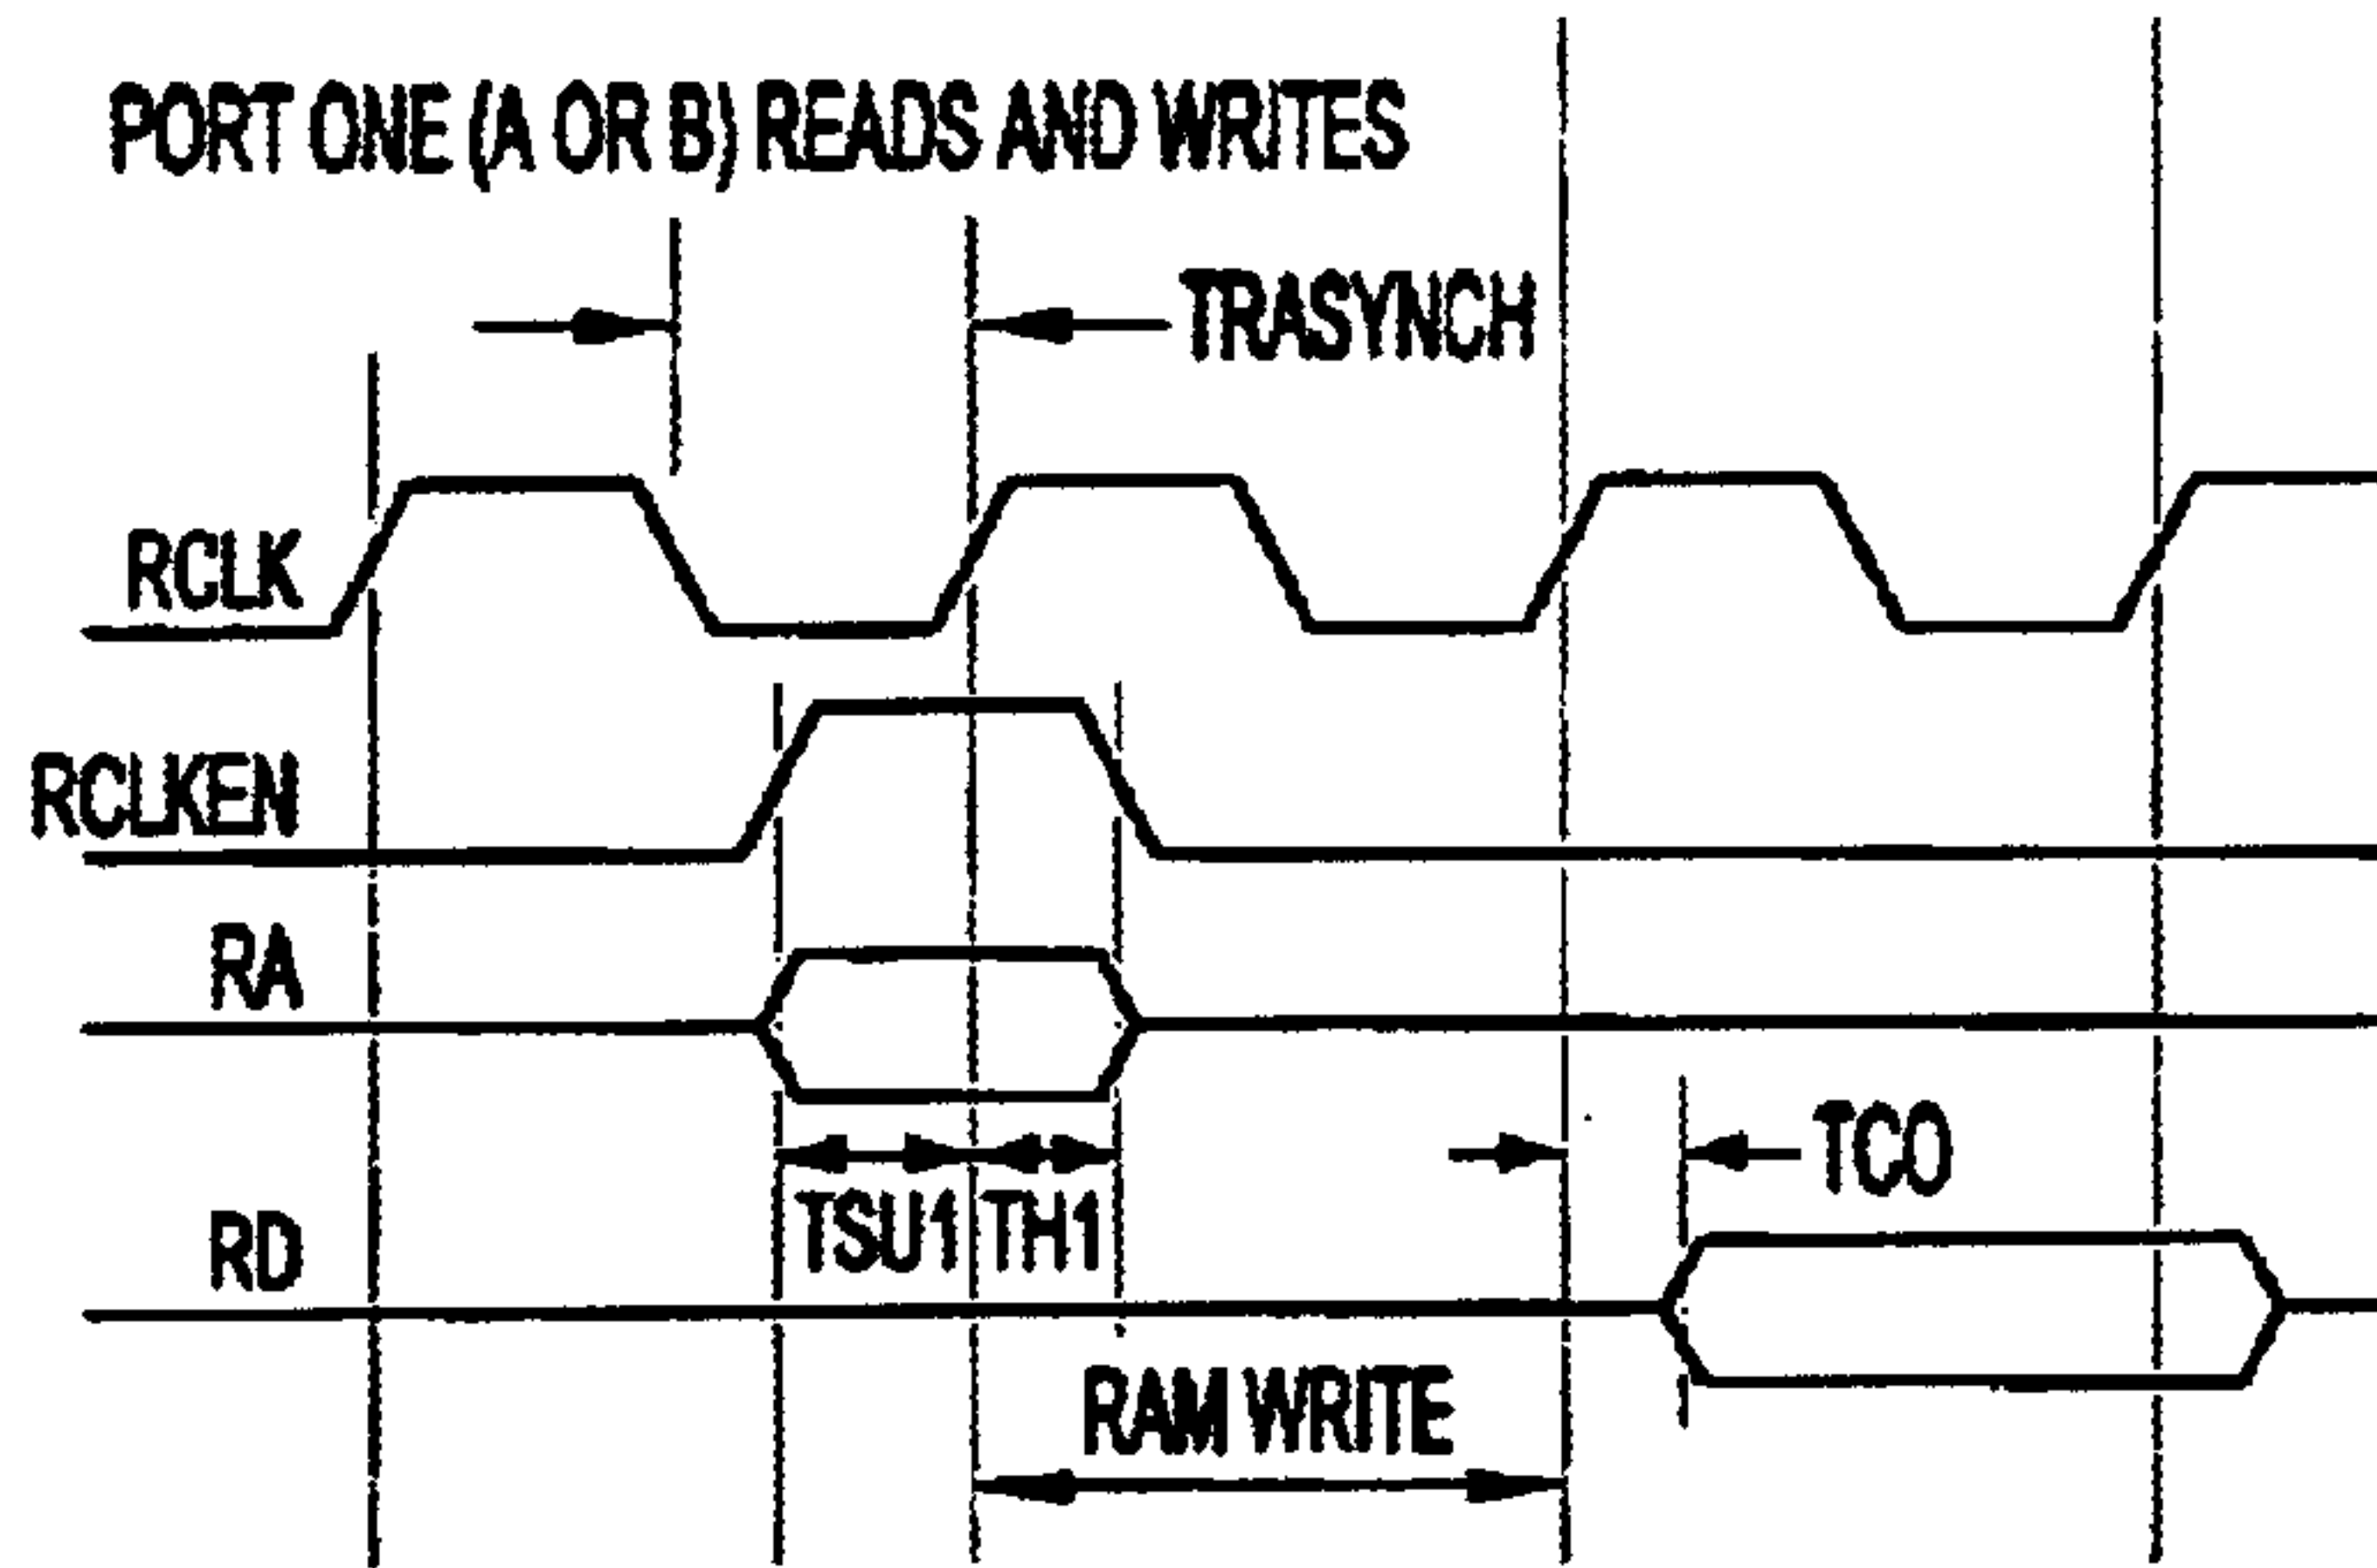 PORT ONE (A OR B) READS AND WRITES
TRASYNCH
RCLK
RCLKEN
RA
TCO
TSU1 TH1
RD
RAM WRITE